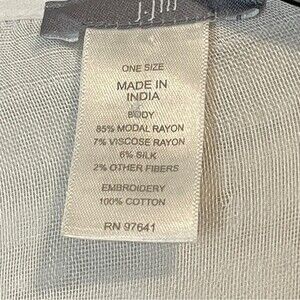 J.Jill
ONE SIZE
MADE IN
INDIA
BODY
85% MODAL RAYON
7% VISCOSE RAYON
6% SILK
2% OTHER FIBERS
EMBROIDERY
100% COTTON
RN 97641